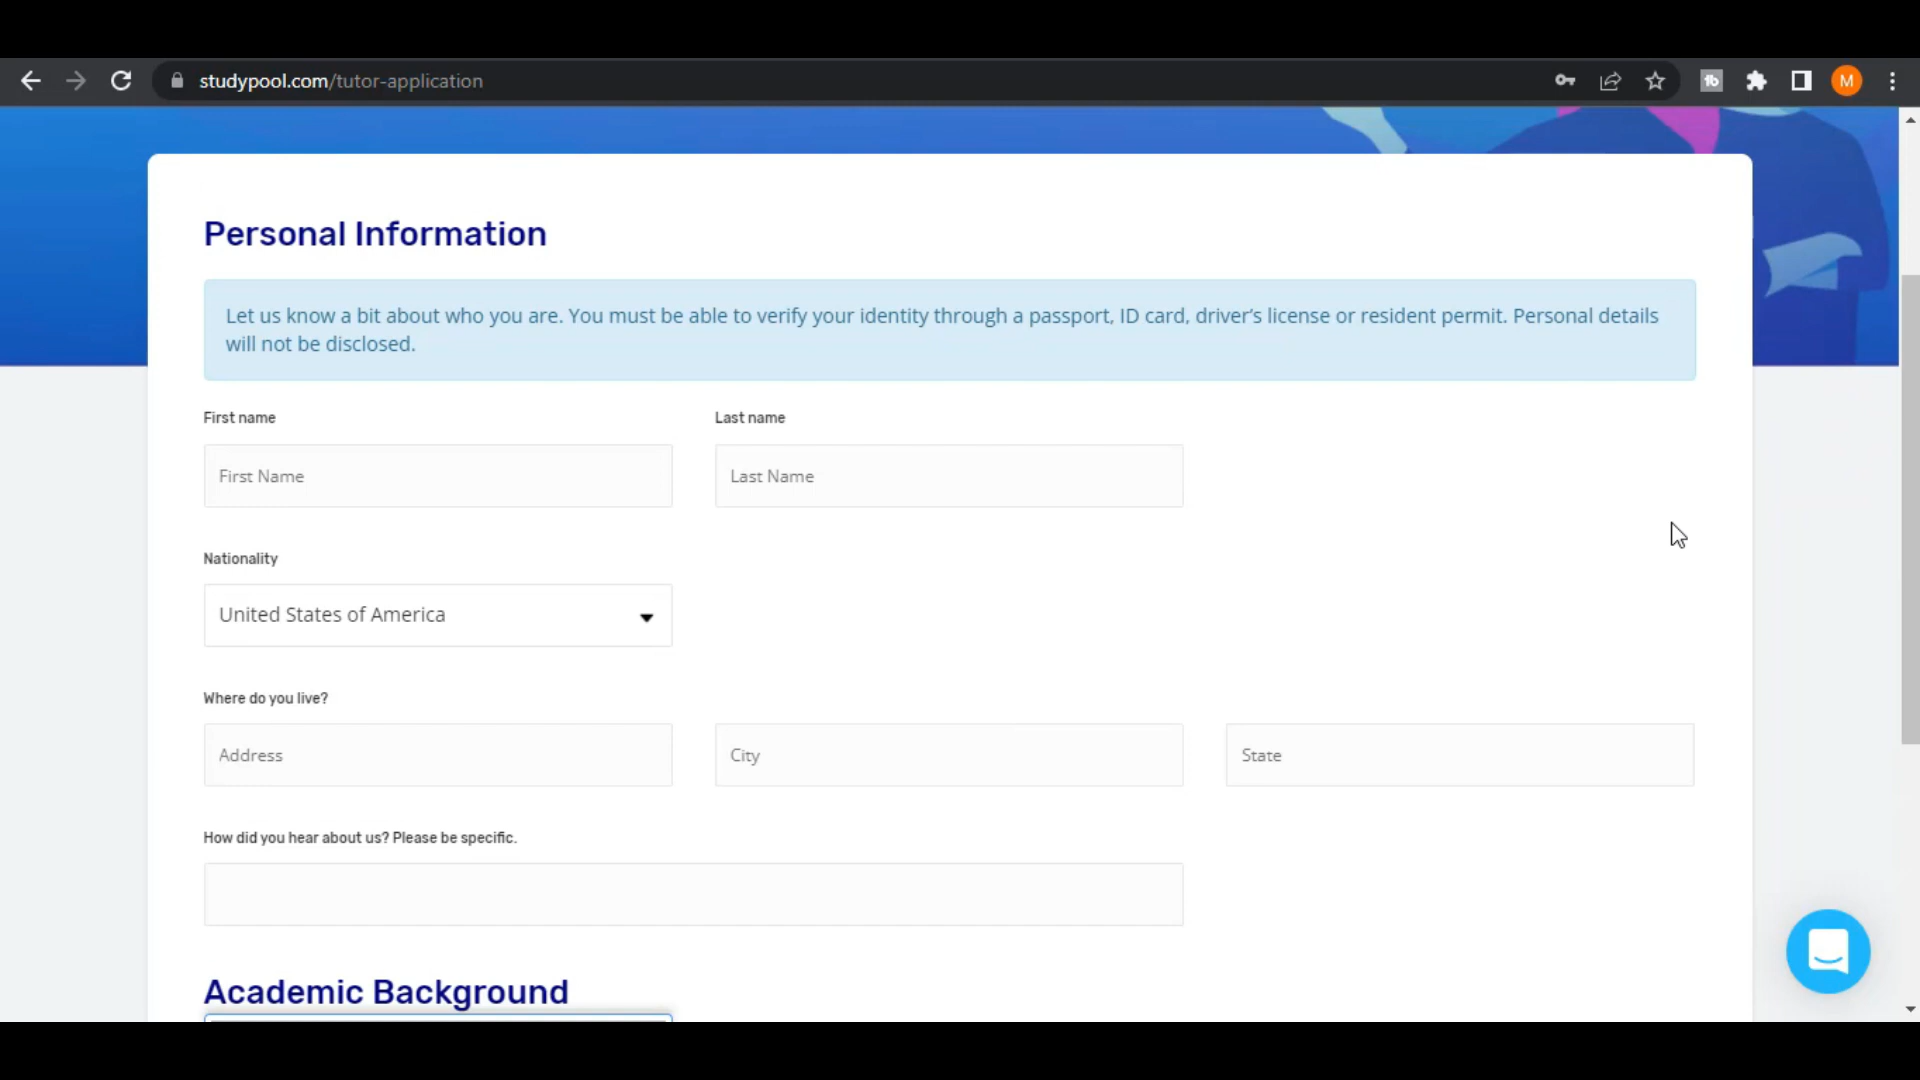 studypool.com/tutor-application
tb
M
Personal Information
Let us know a bit about who you are. You must be able to verify your identity through a passport, ID card, driver's license or resident permit. Personal details
will not be disclosed.
First name
Last name
First Name
Last Name
Nationality
United States of America
Where do you live?
Address
City
State
How did you hear about us? Please be specific.
Academic Background